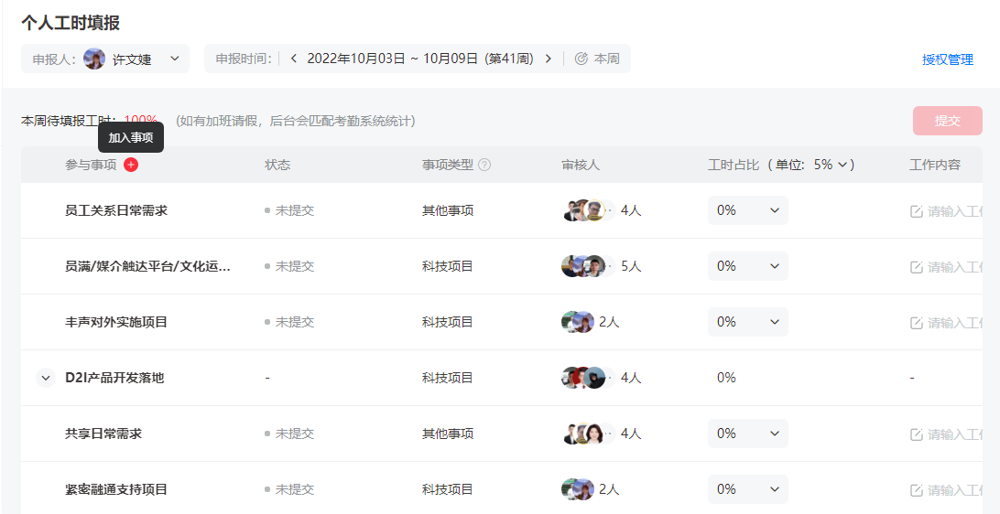 个人工时填报
申报人： 许文婕 申报时间： 2022年10月03日 ~ 10月09日 (第41周) 本周 授权管理
本周待填报工时：100% (如有加班请假，后台会匹配考勤系统统计) 提交
加入事项
参与事项 状态 事项类型 审核人 工时占比 （单位: 5% ） 工作内容
员工关系日常需求 未提交 其他事项 4人 0% 请输入工
员满/媒介触达平台/文化运... 未提交 科技项目 5人 0% 请输入工
丰声对外实施项目 未提交 科技项目 2人 0% 请输入工
D2I产品开发落地 - 科技项目 4人 0% -
共享日常需求 未提交 其他事项 4人 0% 请输入工
紧密融通支持项目 未提交 科技项目 2人 0% 请输入工